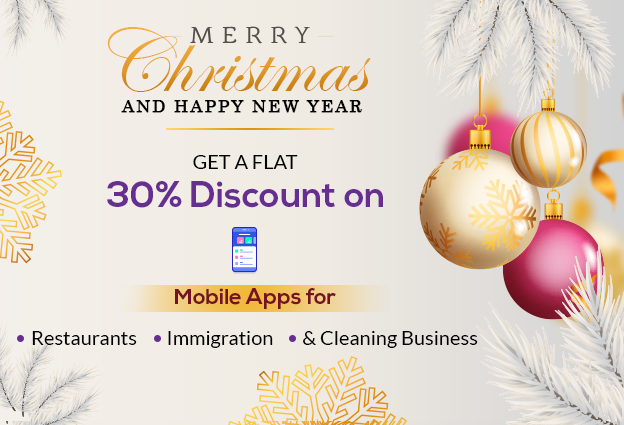 MERRY
Christmas
AND HAPPY NEW YEAR
GET A FLAT
30% Discount on
Mobile Apps for
• Restaurants • Immigration • & Cleaning Business